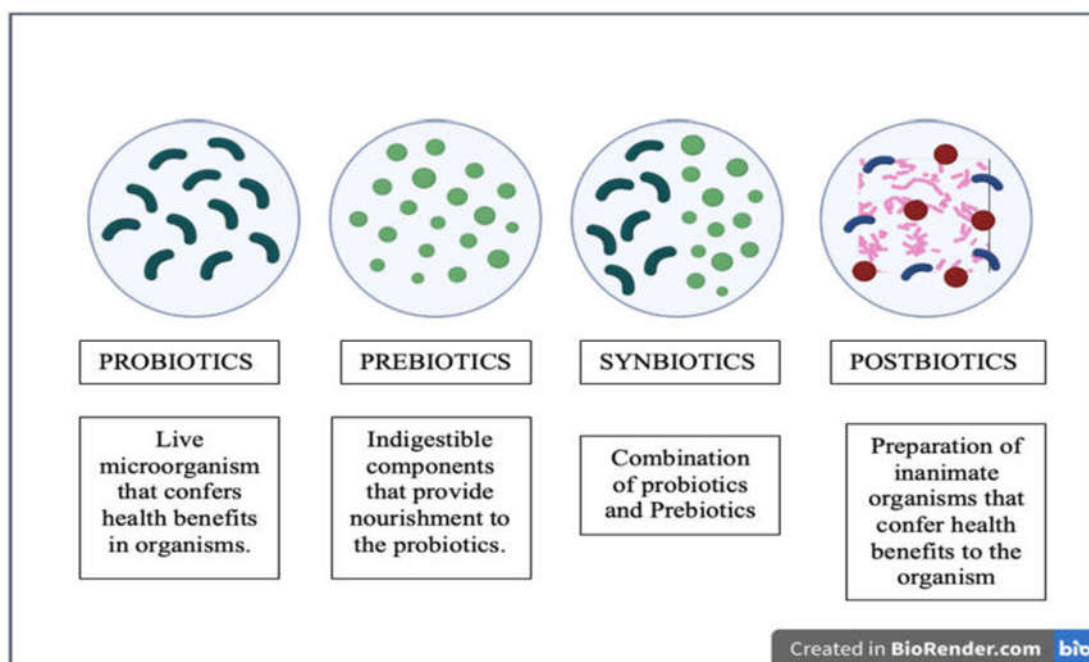 PROBIOTICS
PREBIOTICS
SYNBIOTICS
POSTBIOTICS
Live
microorganism
that confers
health benefits
in organisms.
Indigestible
components
that provide
nourishment to
the probiotics.
Combination
of probiotics
and Prebiotics
Preparation of
inanimate
organisms that
confer health
benefits to the
organism
Created in BioRender.com bio